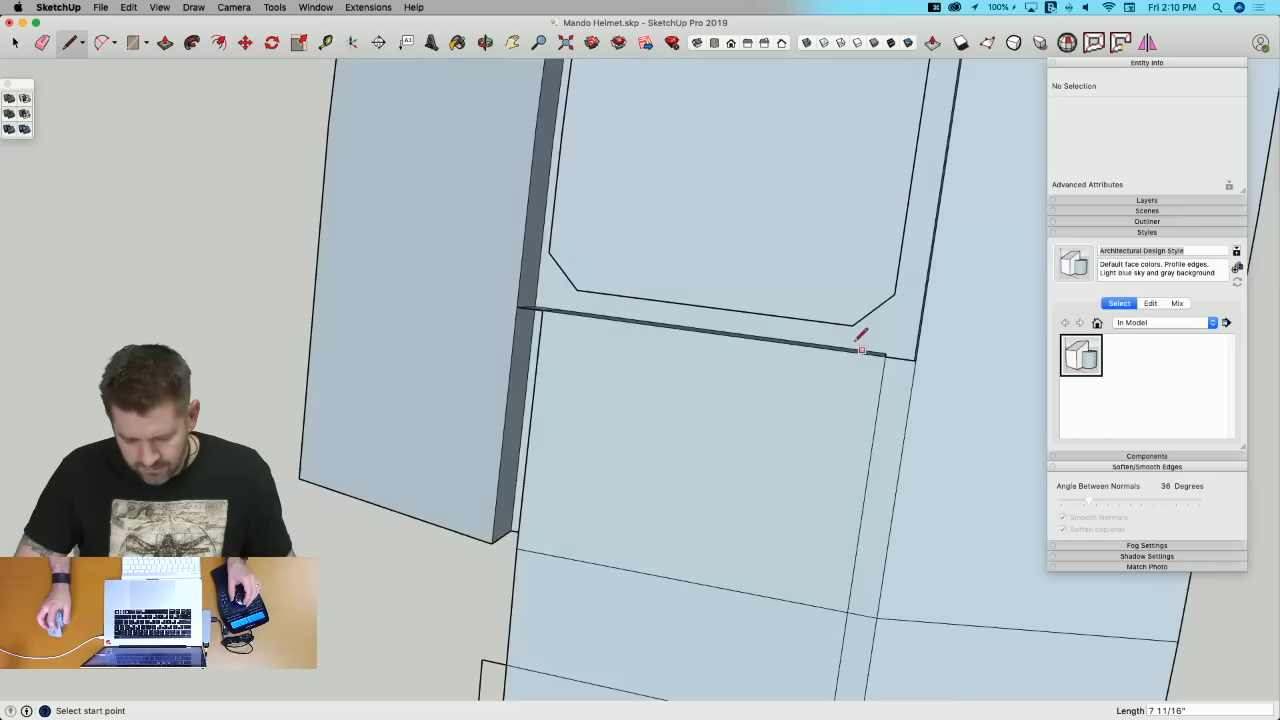 SketchUp File Edit View Draw Camera Tools Window Extensions Help
100% Fri 2:10 PM
Mando Helmet.skp - SketchUp Pro 2019
Entity Info
No Selection
Advanced Attributes
Layers
Scenes
Outliner
Styles
Architectural Design Style
Default face colors. Profile edges.
Light blue sky and gray background
Select Edit Mix
In Model
Components
Soften/Smooth Edges
Angle Between Normals 36 Degrees
Smooth Normals
Soften coplanar
Fog Settings
Shadow Settings
Match Photo
Select start point
Length 7 11/16"